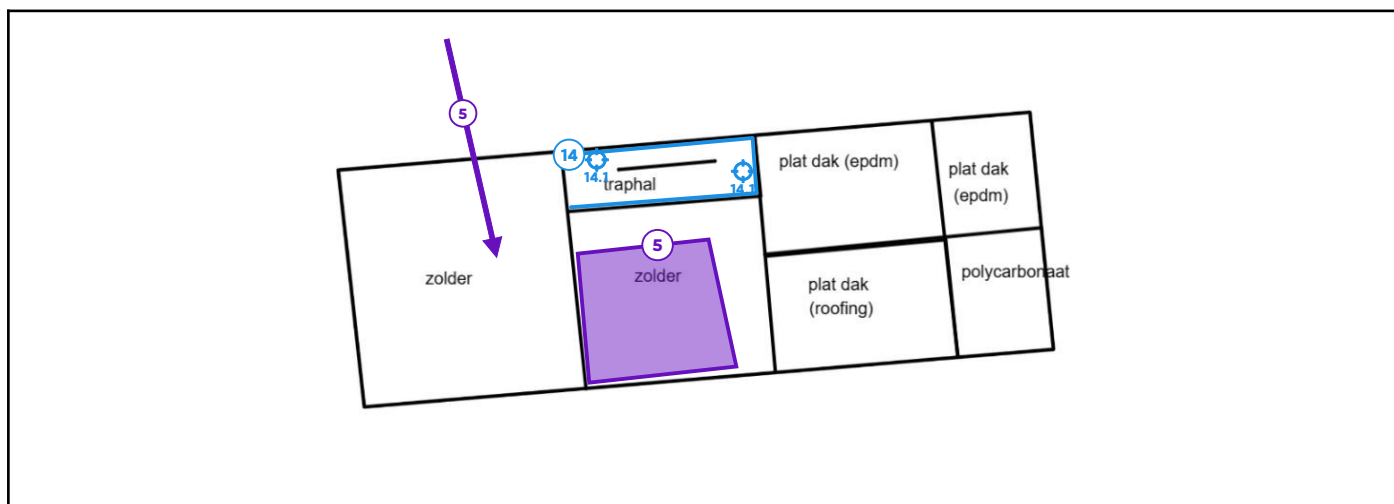 5
14
14.1
14.1
traphal
plat dak (epdm)
plat dak
(epdm)
zolder
5
zolder
plat dak
(roofing)
polycarbonaat